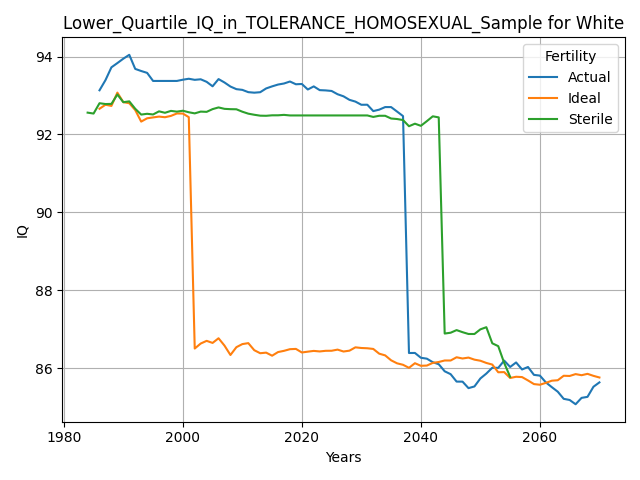 Lower_Quartile_IQ_in_TOLERANCE_HOMOSEXUAL_Sample for White
Fertility
Actual
Ideal
Sterile
94
92
90
88
86
IQ
1980
2000
2020
2040
2060
Years